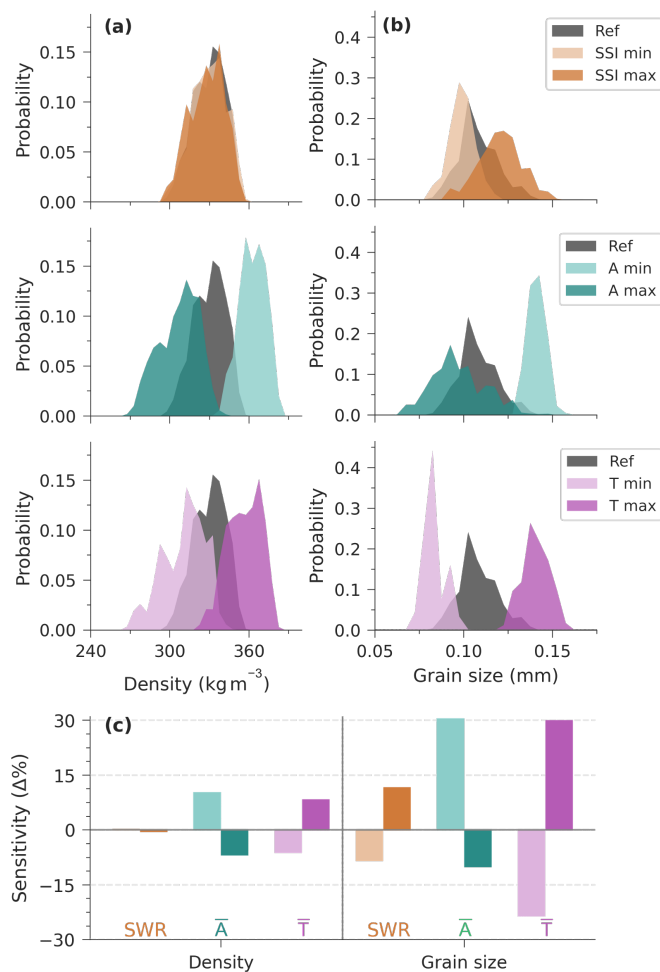 (a)
Probability
0.15
0.10
0.05
0.00
(b)
Probability
0.4
0.3
0.2
0.1
0.0
Ref
SSI min
SSI max
Probability
0.15
0.10
0.05
0.00
Probability
0.4
0.3
0.2
0.1
0.0
Ref
A min
A max
Probability
0.15
0.10
0.05
0.00
240 300 360
Density (kg m⁻³)
Probability
0.4
0.3
0.2
0.1
0.0
0.05 0.10 0.15
Grain size (mm)
Ref
T min
T max
(c)
Sensitivity (Δ%)
30
15
0
−15
−30
SWR A̅ T̅ SWR A̅ T̅
Density Grain size